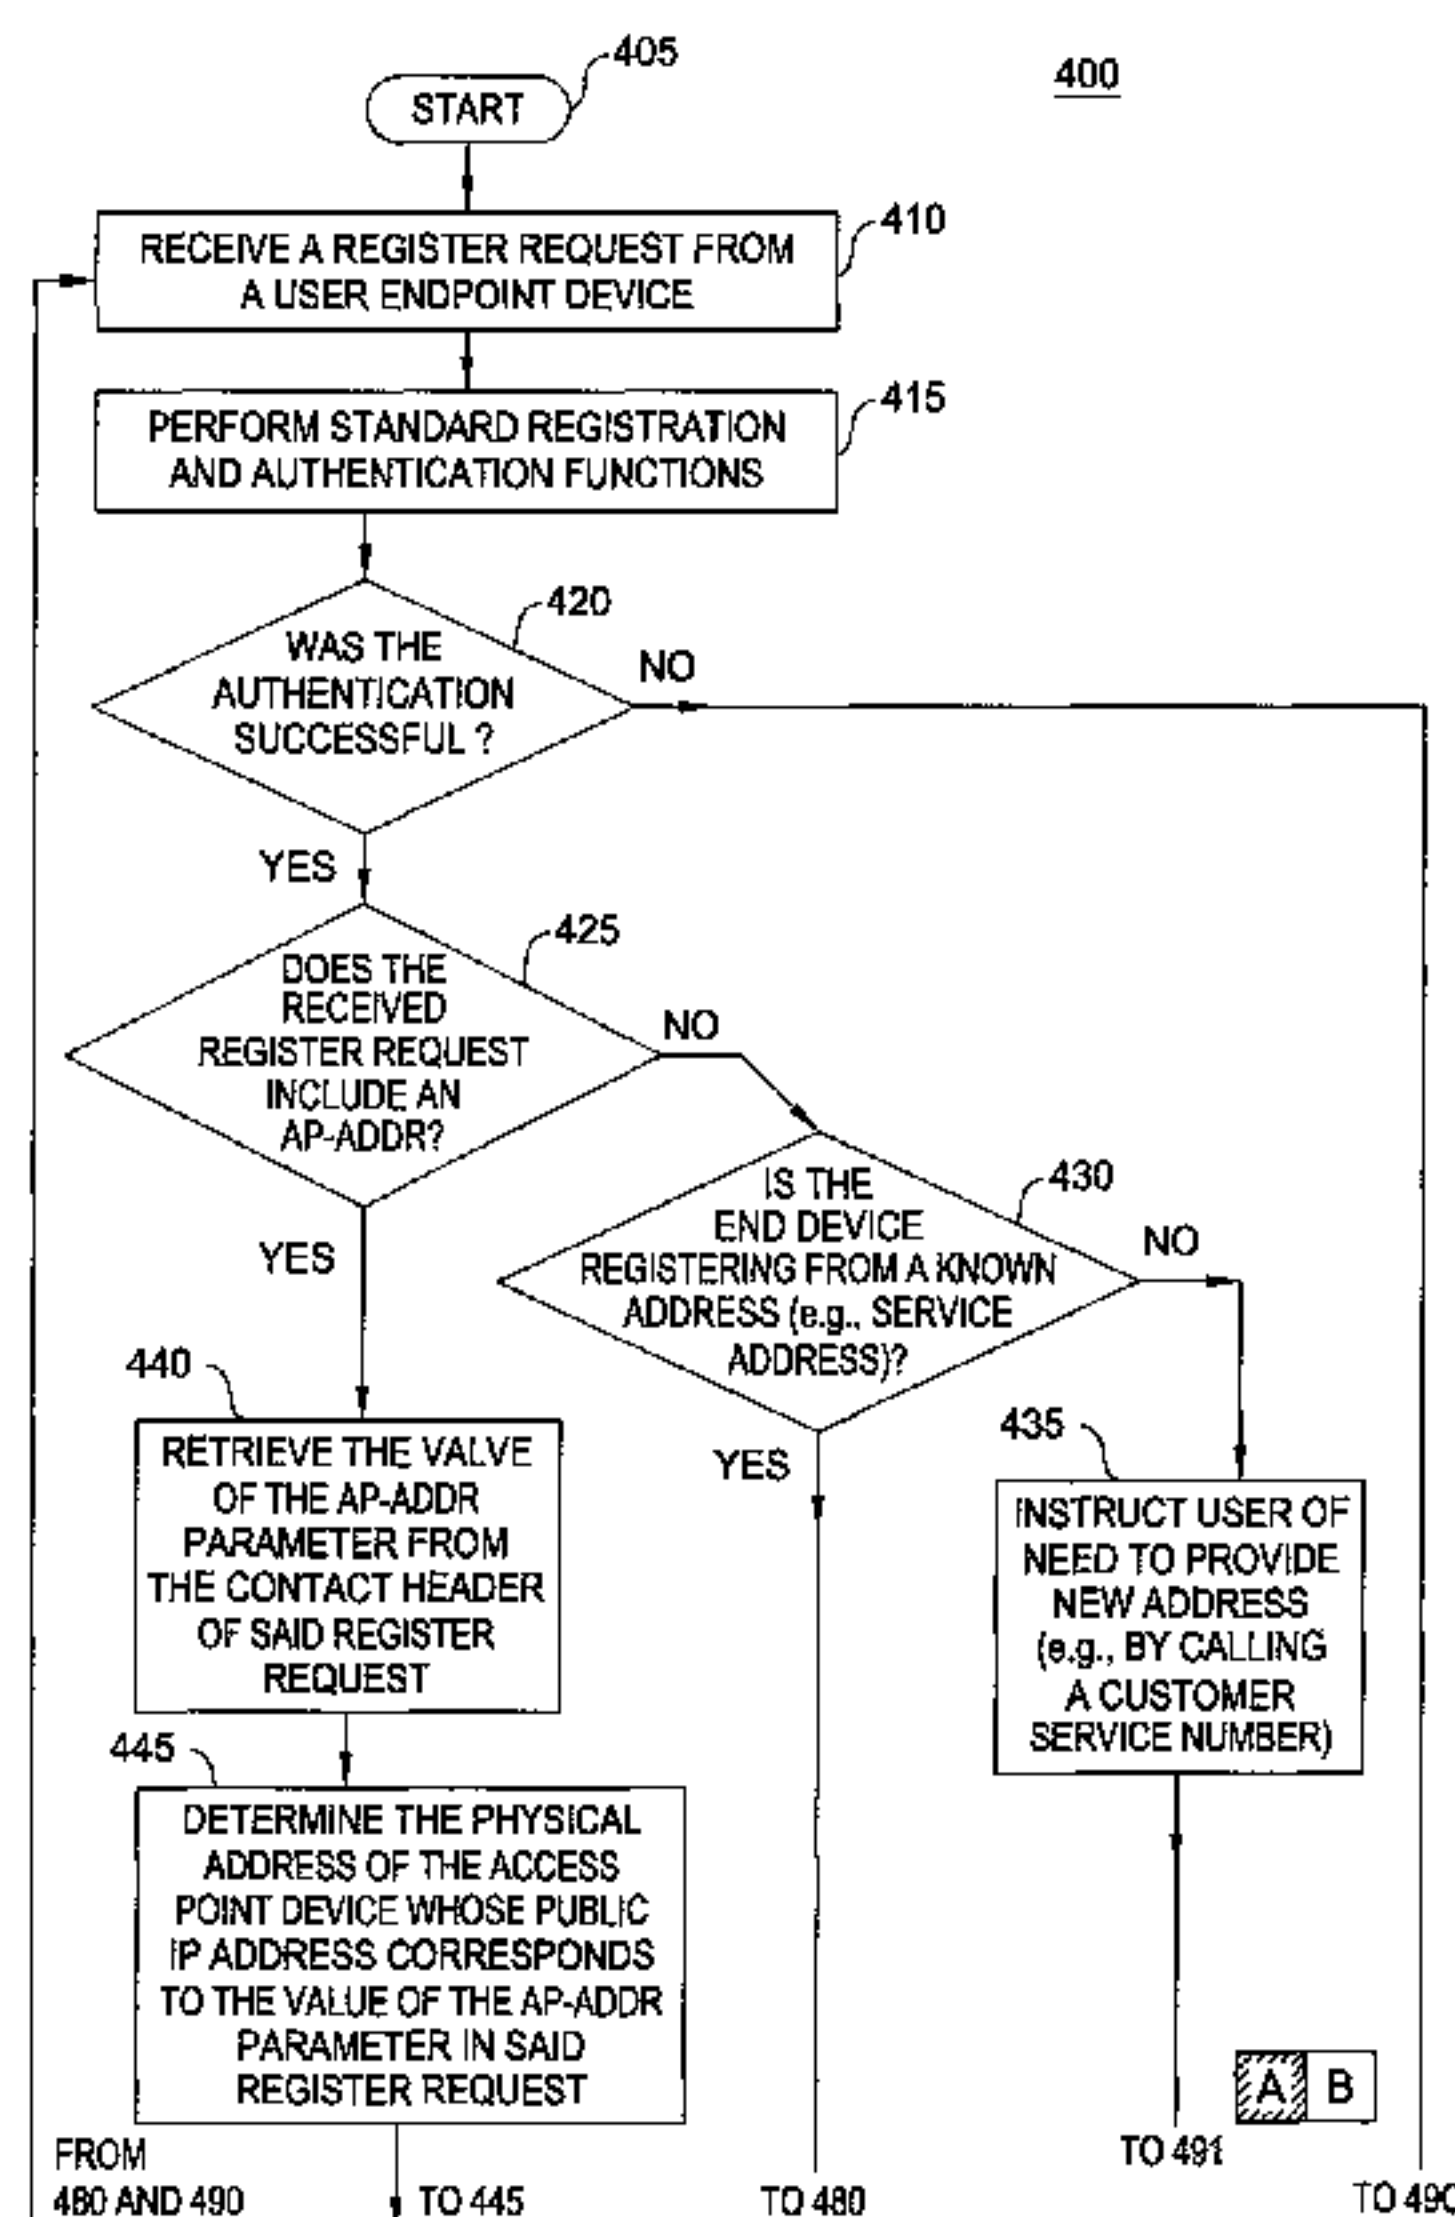 405
400
START
410
RECEIVE A REGISTER REQUEST FROM
A USER ENDPOINT DEVICE
415
PERFORM STANDARD REGISTRATION
AND AUTHENTICATION FUNCTIONS
420
WAS THE
AUTHENTICATION
SUCCESSFUL ?
NO
YES
425
DOES THE
RECEIVED
REGISTER REQUEST
INCLUDE AN
AP-ADDR?
NO
YES
430
IS THE
END DEVICE
REGISTERING FROM A KNOWN
ADDRESS (e.g., SERVICE
ADDRESS)?
NO
YES
440
RETRIEVE THE VALVE
OF THE AP-ADDR
PARAMETER FROM
THE CONTACT HEADER
OF SAID REGISTER
REQUEST
435
INSTRUCT USER OF
NEED TO PROVIDE
NEW ADDRESS
(e.g., BY CALLING
A CUSTOMER
SERVICE NUMBER)
445
DETERMINE THE PHYSICAL
ADDRESS OF THE ACCESS
POINT DEVICE WHOSE PUBLIC
IP ADDRESS CORRESPONDS
TO THE VALUE OF THE AP-ADDR
PARAMETER IN SAID
REGISTER REQUEST
A B
FROM
480 AND 490
TO 445
TO 480
TO 491
TO 490